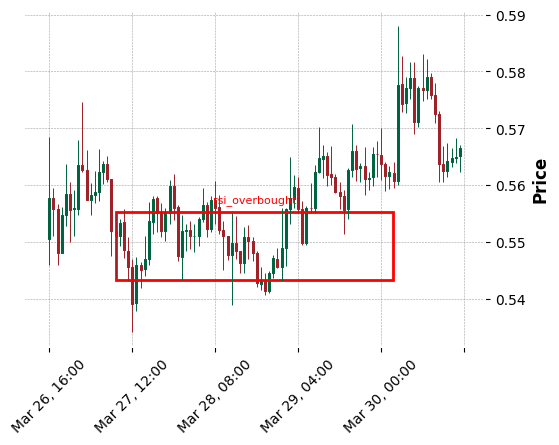 0.59
0.58
0.57
rsi_overbought
0.56
0.55
0.54
Price
Mar 26, 16:00
Mar 27, 12:00
Mar 28, 08:00
Mar 29, 04:00
Mar 30, 00:00